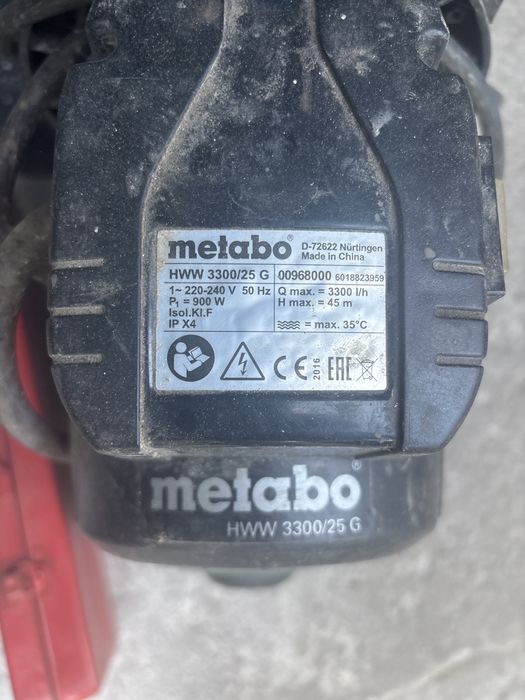 metabo®
D-72622 Nürtingen
Made in China
HWW 3300/25 G
00968000 6018823959
1~ 220-240 V 50 Hz
P₁ = 900 W
Isol.Kl.F
IP X4
Q max. = 3300 l/h
H max. = 45 m
= max. 35°C
CE
2016
EAC
metabo®
HWW 3300/25 G